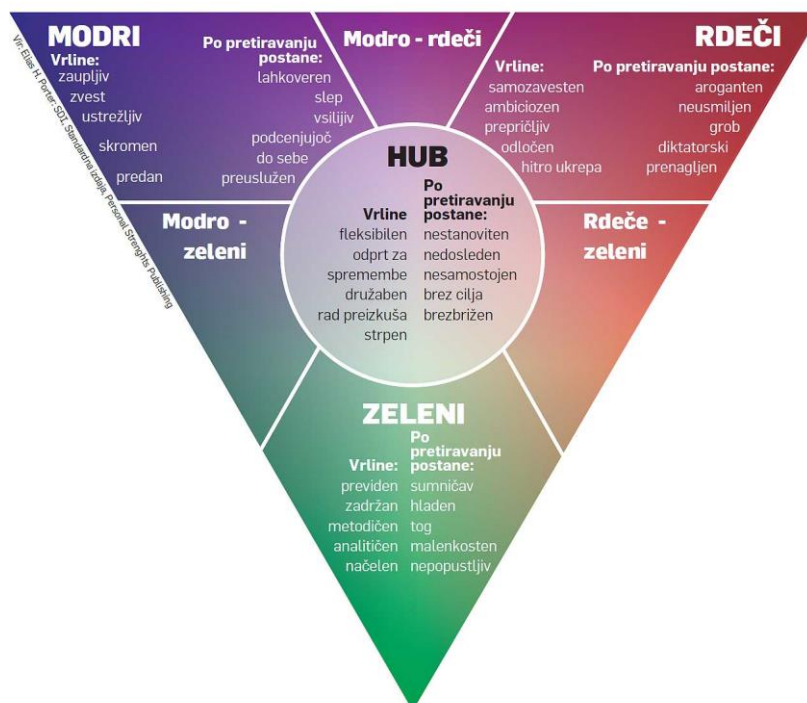 MODRI
Vrline:
zaupljiv
zvest
ustrežljiv
skromen
predan
Po pretiravanju
postane:
lahkoveren
slep
vsilijiv
podcenjujoč
do sebe
preuslužen
Modro - rdeči
RDEČI
Vrline:
samozavesten
ambiciozen
prepričljiv
odločen
hitro ukrepa
Po pretiravanju postane:
aroganten
neusmiljen
grob
diktatorski
prenagljen
Vir: Elias H. Porter: SDI, Standardna izdaja, Personal Strenghts Publishing
Modro -
zeleni
HUB
Vrline
fleksibilen
odprt za
spremembe
družaben
rad preizkuša
strpen
Po
pretiravanju
postane:
nestanoviten
nedosleden
nesamostojen
brez cilja
brezbrižen
Rdeče -
zeleni
ZELENI
Vrline:
previden
zadržan
metodičen
analitičen
načelen
Po
pretiravanju
postane:
sumničav
hladen
tog
malenkosten
nepopustljiv